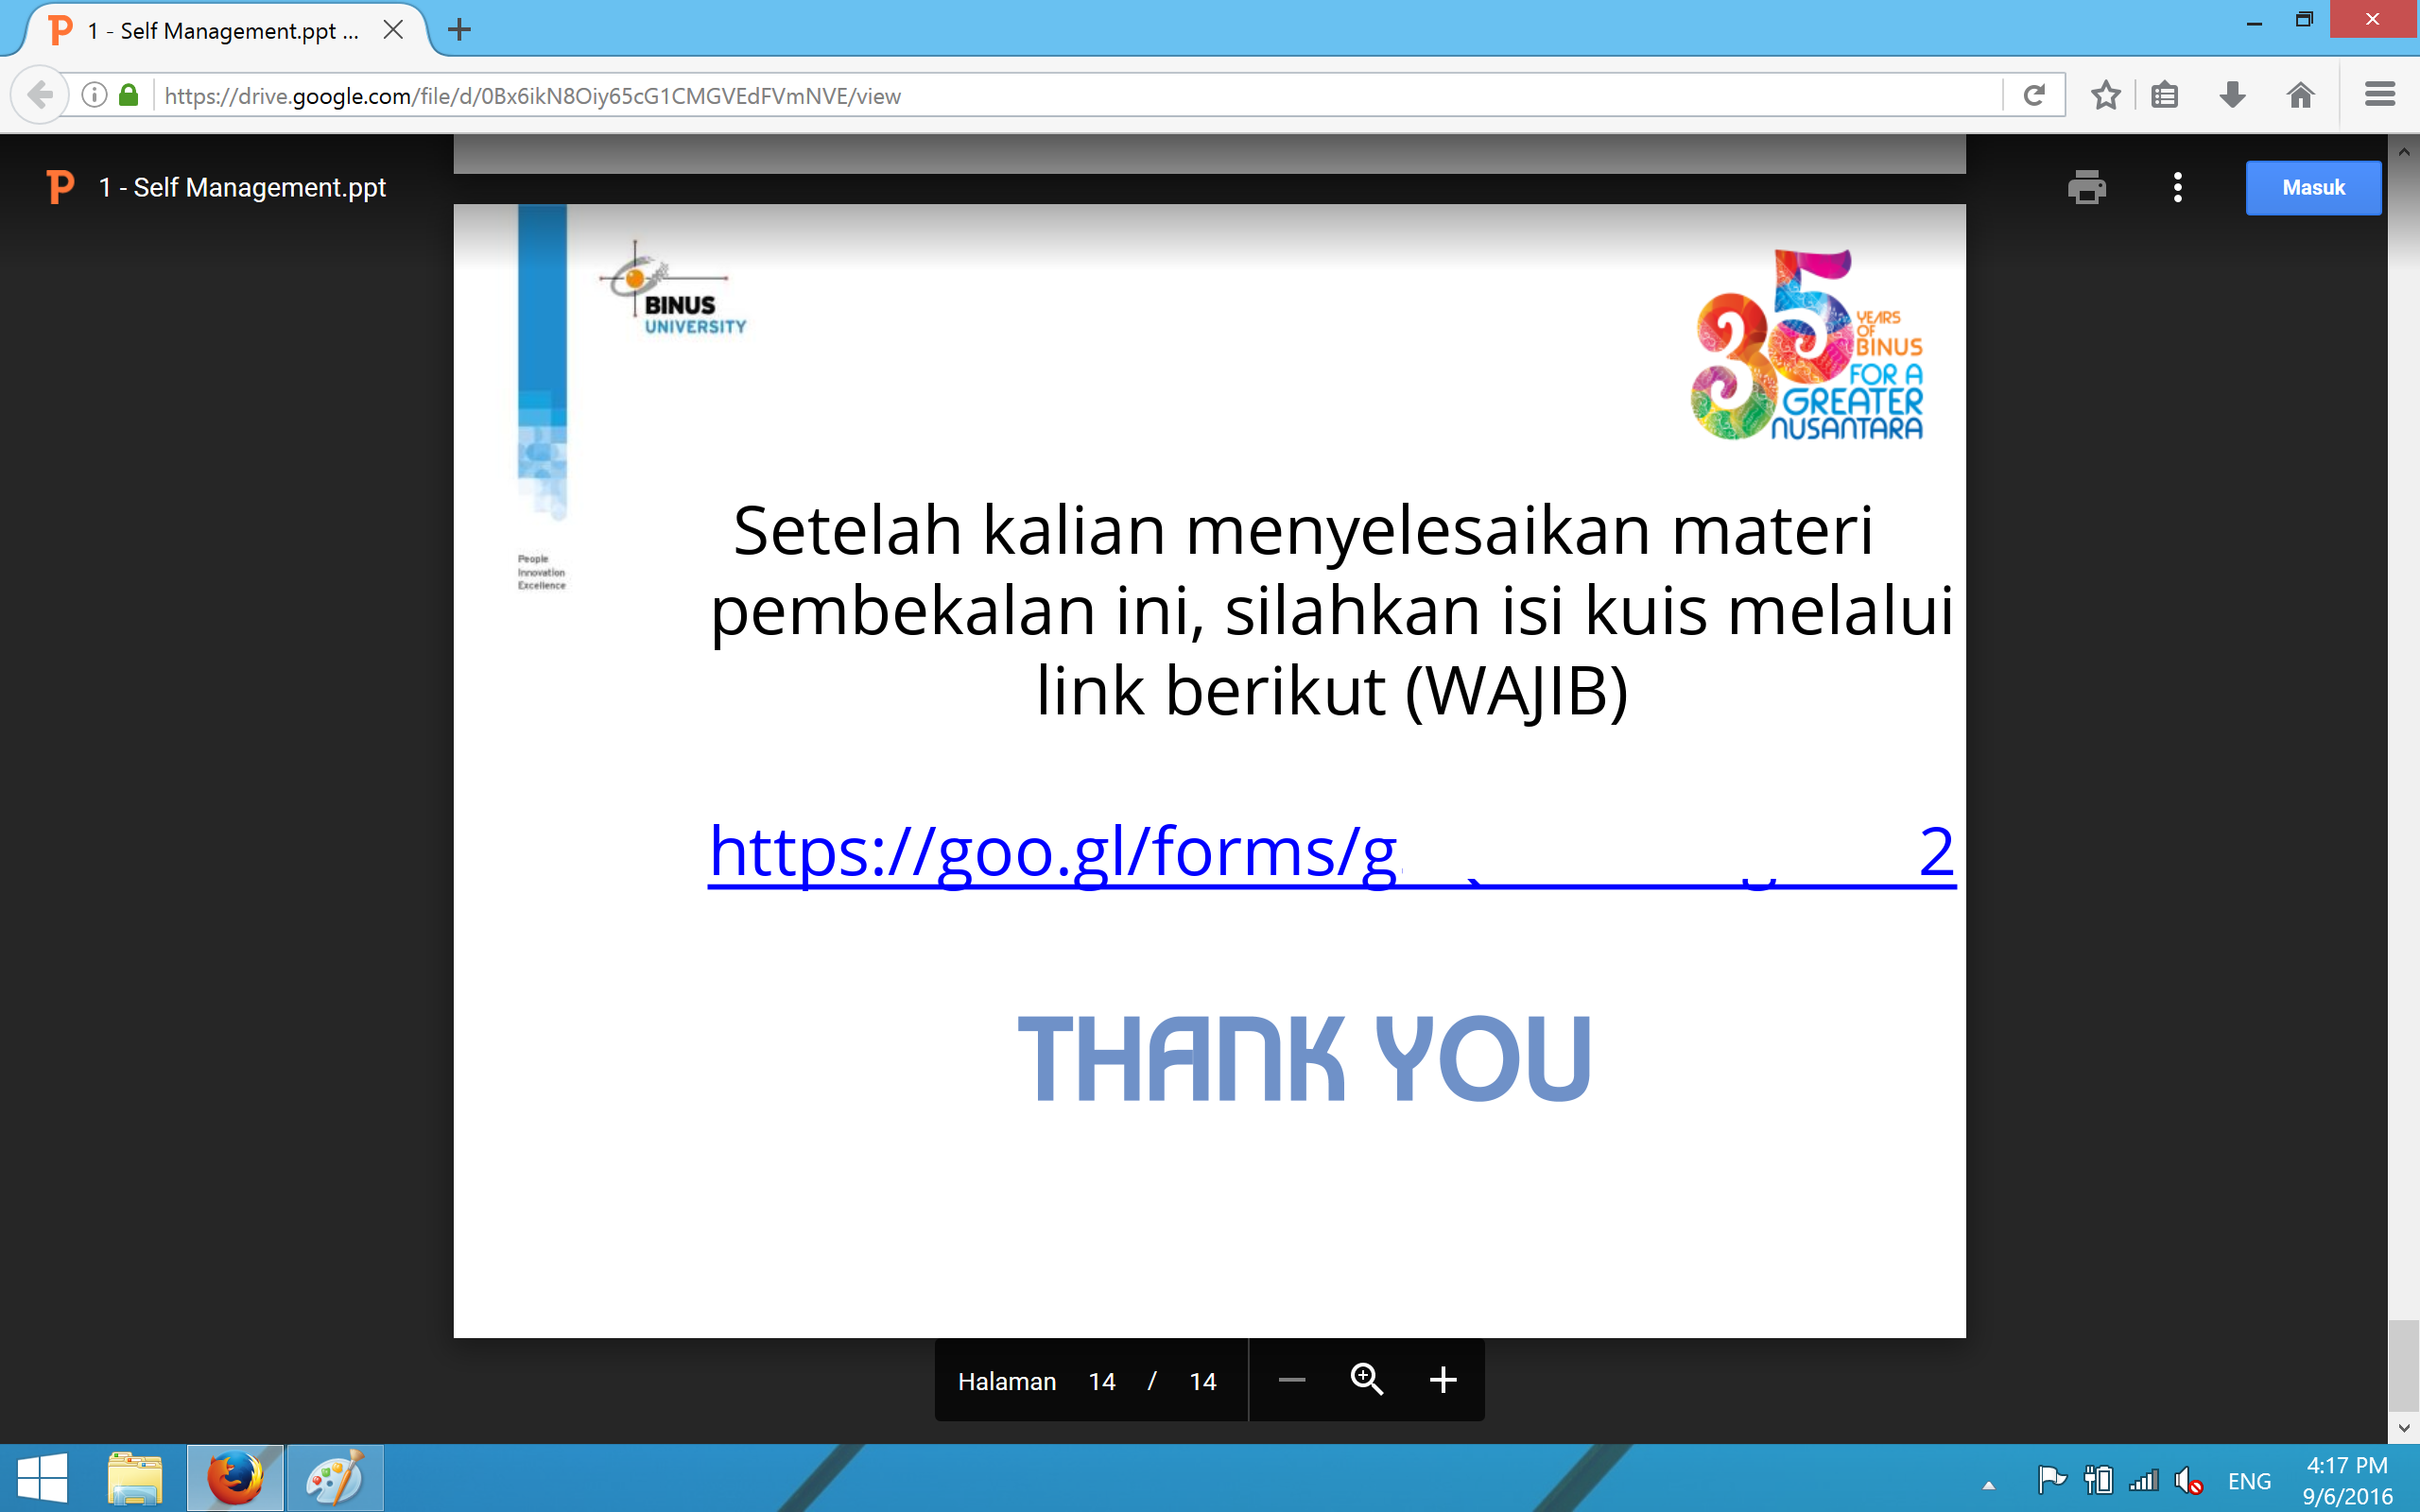 1 - Self Management.ppt ...
https://drive.google.com/file/d/0Bx6ikN8Oiy65cG1CMGVEdFVmNVE/view
1 - Self Management.ppt
Masuk
BINUS
UNIVERSITY
35
YEARS
OF
BINUS
FOR A
GREATER
NUSANTARA
People
Innovation
Excellence
Setelah kalian menyelesaikan materi
pembekalan ini, silahkan isi kuis melalui
link berikut (WAJIB)
https://goo.gl/forms/g 2
THANK YOU
Halaman 14 / 14
ENG
4:17 PM
9/6/2016